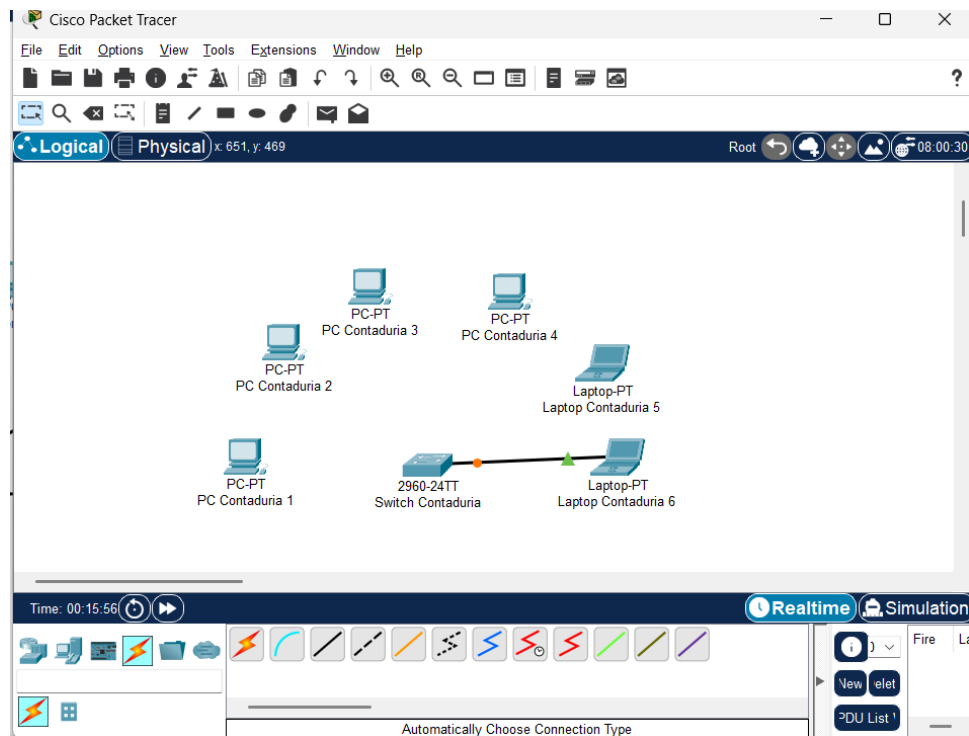 Cisco Packet Tracer
File Edit Options View Tools Extensions Window Help
?
Logical Physical x: 651, y: 469 Root 08:00:30
PC-PT
PC Contaduria 3
PC-PT
PC Contaduria 4
PC-PT
PC Contaduria 2
Laptop-PT
Laptop Contaduria 5
PC-PT
PC Contaduria 1
2960-24TT
Switch Contaduria
Laptop-PT
Laptop Contaduria 6
Time: 00:15:56 Realtime Simulation
Fire
New
PDU List
Automatically Choose Connection Type